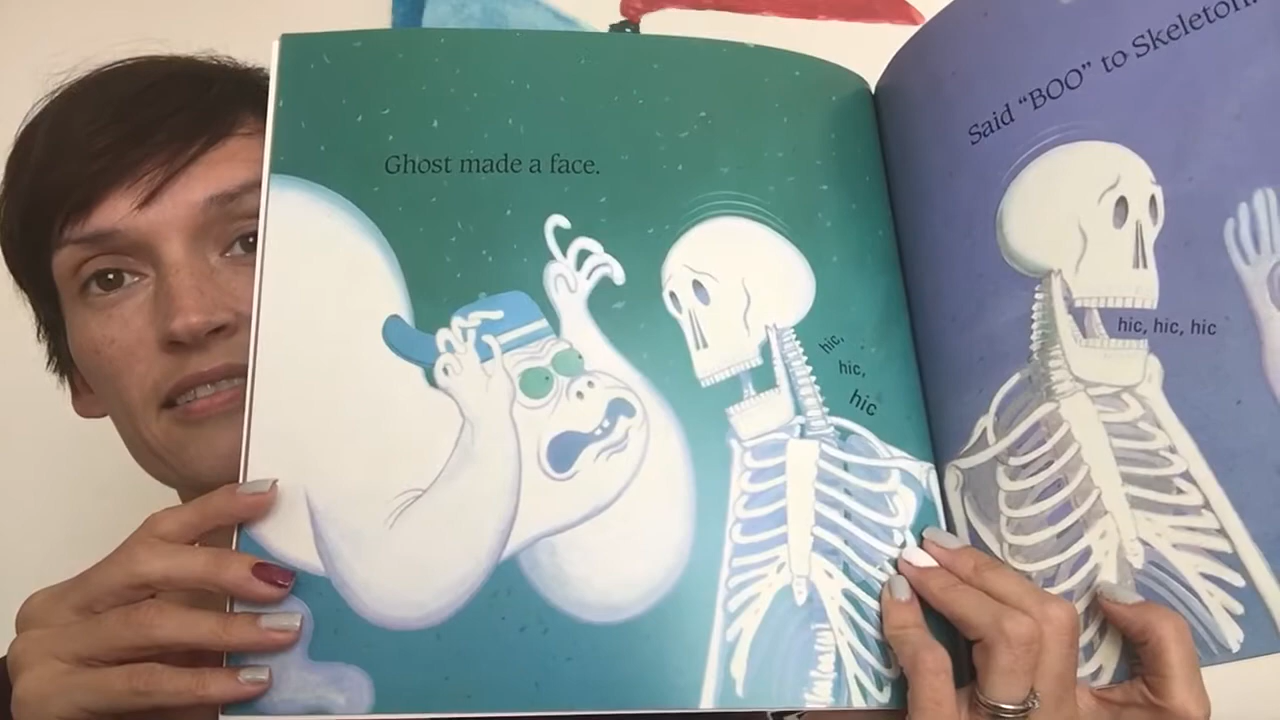 Ghost made a face.
hic,
hic,
hic
Said "BOO" to Skeleton.
hic, hic, hic